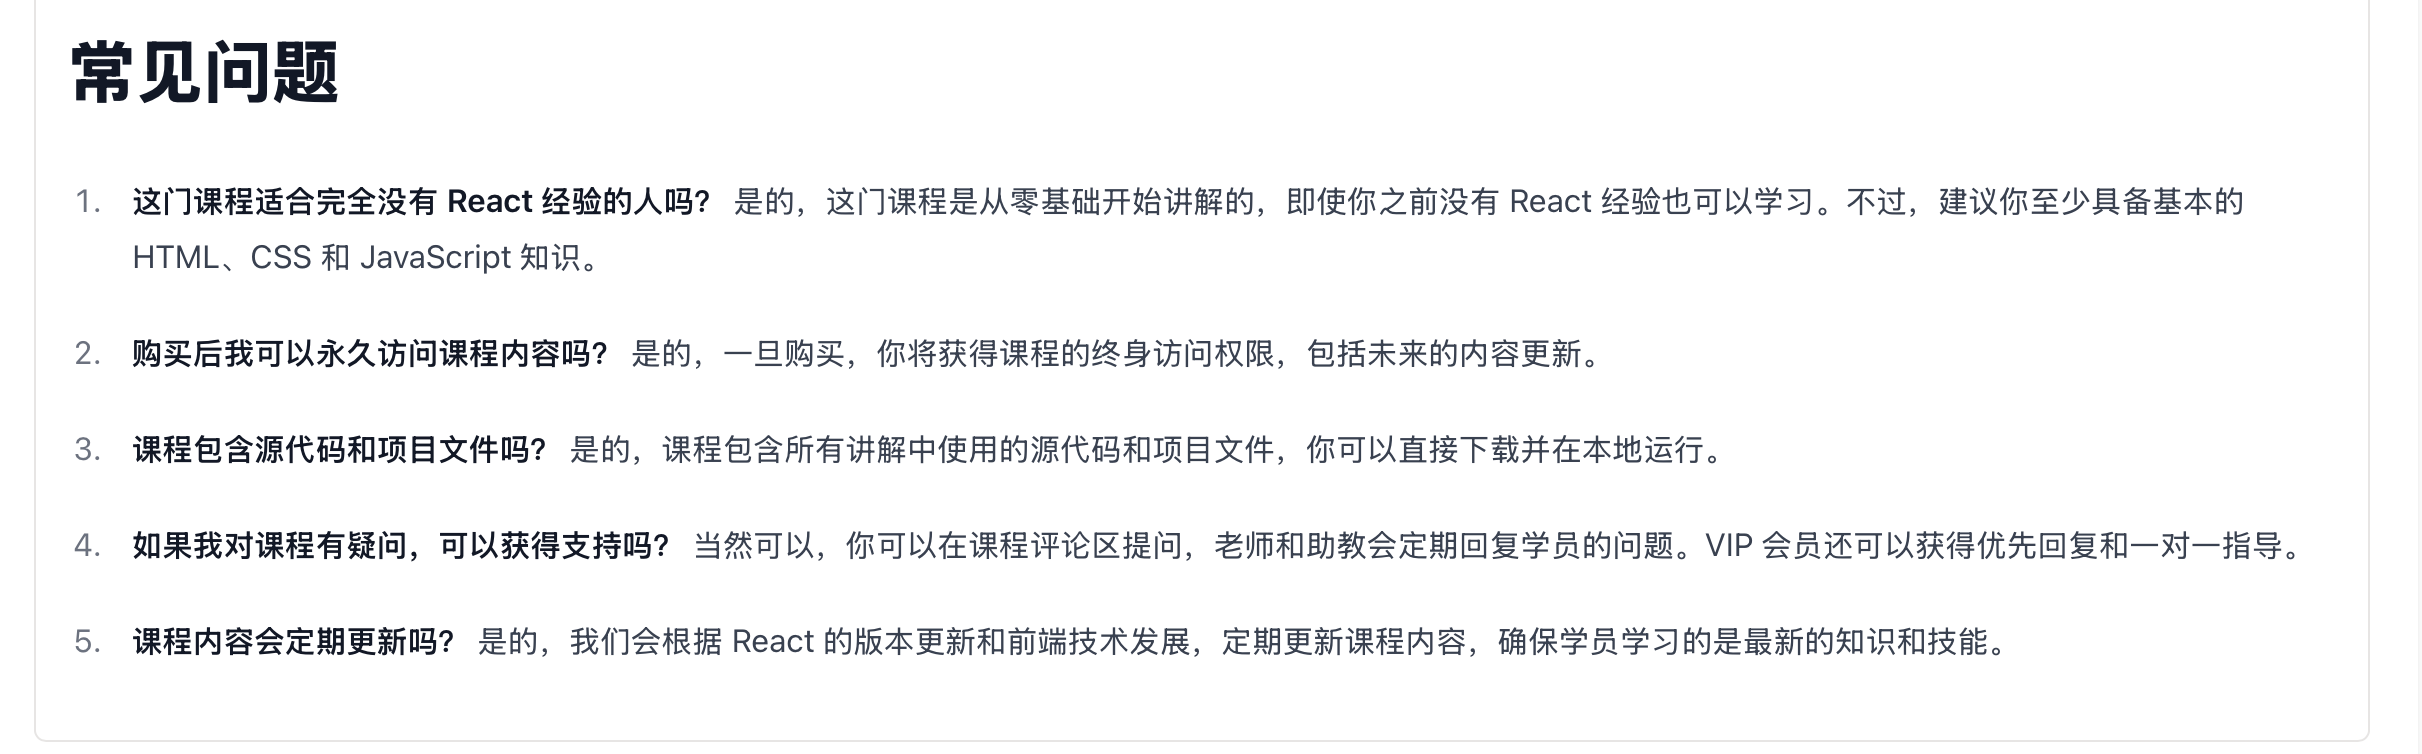 常见问题
1. 这门课程适合完全没有 React 经验的人吗？ 是的，这门课程是从零基础开始讲解的，即使你之前没有 React 经验也可以学习。不过，建议你至少具备基本的
HTML、CSS 和 JavaScript 知识。
2. 购买后我可以永久访问课程内容吗？ 是的，一旦购买，你将获得课程的终身访问权限，包括未来的内容更新。
3. 课程包含源代码和项目文件吗？ 是的，课程包含所有讲解中使用的源代码和项目文件，你可以直接下载并在本地运行。
4. 如果我对课程有疑问，可以获得支持吗？ 当然可以，你可以在课程评论区提问，老师和助教会定期回复学员的问题。VIP 会员还可以获得优先回复和一对一指导。
5. 课程内容会定期更新吗？ 是的，我们会根据 React 的版本更新和前端技术发展，定期更新课程内容，确保学员学习的是最新的知识和技能。